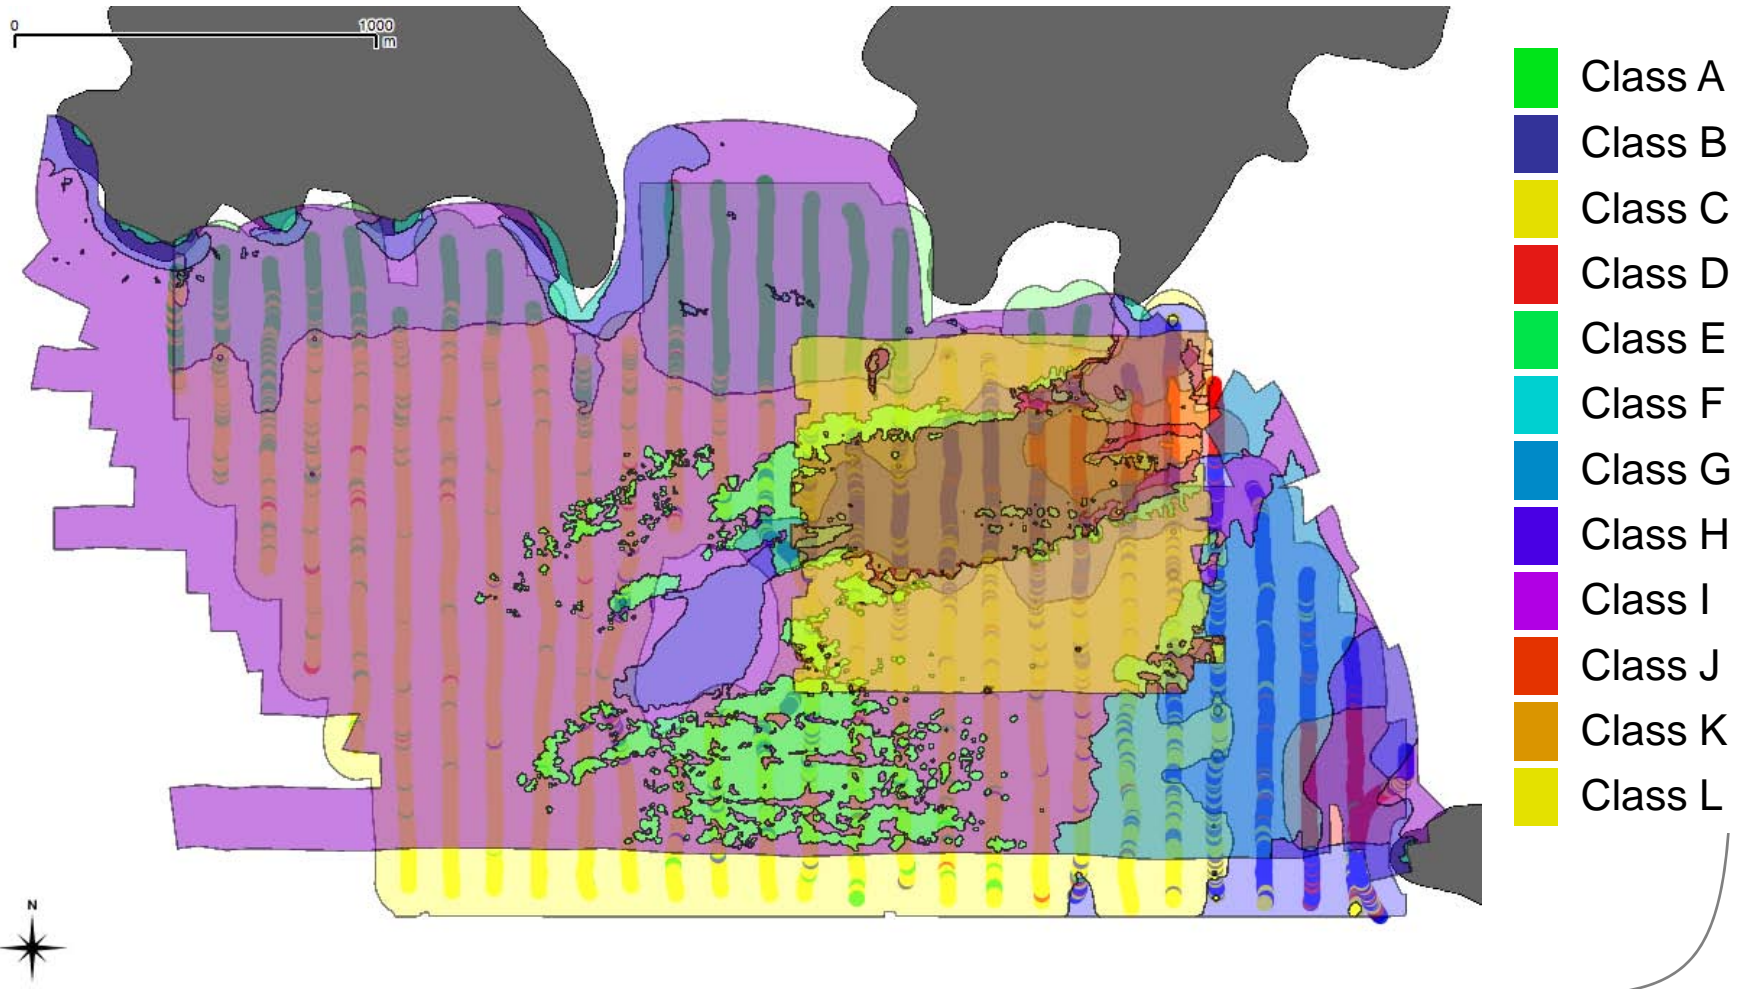 0 1000
m
Class A
Class B
Class C
Class D
Class E
Class F
Class G
Class H
Class I
Class J
Class K
Class L
N